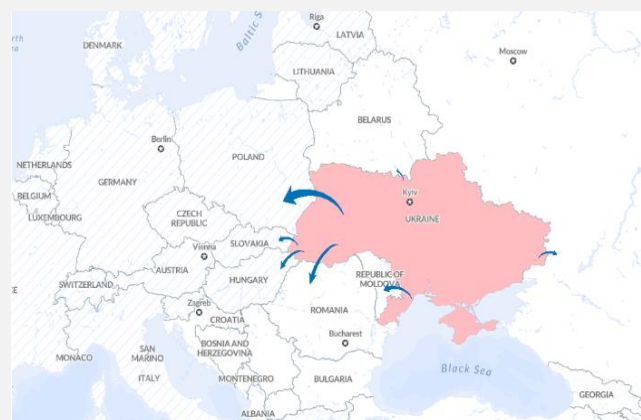 Riga
LATVIA
DENMARK
Baltic Sea
Moscow
LITHUANIA
BELARUS
Berlin
NETHERLANDS
POLAND
GERMANY
BELGIUM
Kyiv
LUXEMBOURG
UKRAINE
CZECH
REPUBLIC
SLOVAKIA
Vienna
AUSTRIA
HUNGARY
REPUBLIC OF
MOLDOVA
SWITZERLAND
Zagreb
CROATIA
ROMANIA
BOSNIA AND
HERZEGOVINA
Bucharest
SAN
MARINO
MONACO
ITALY
MONTENEGRO
BULGARIA
Black Sea
ALBANIA
GEORGIA